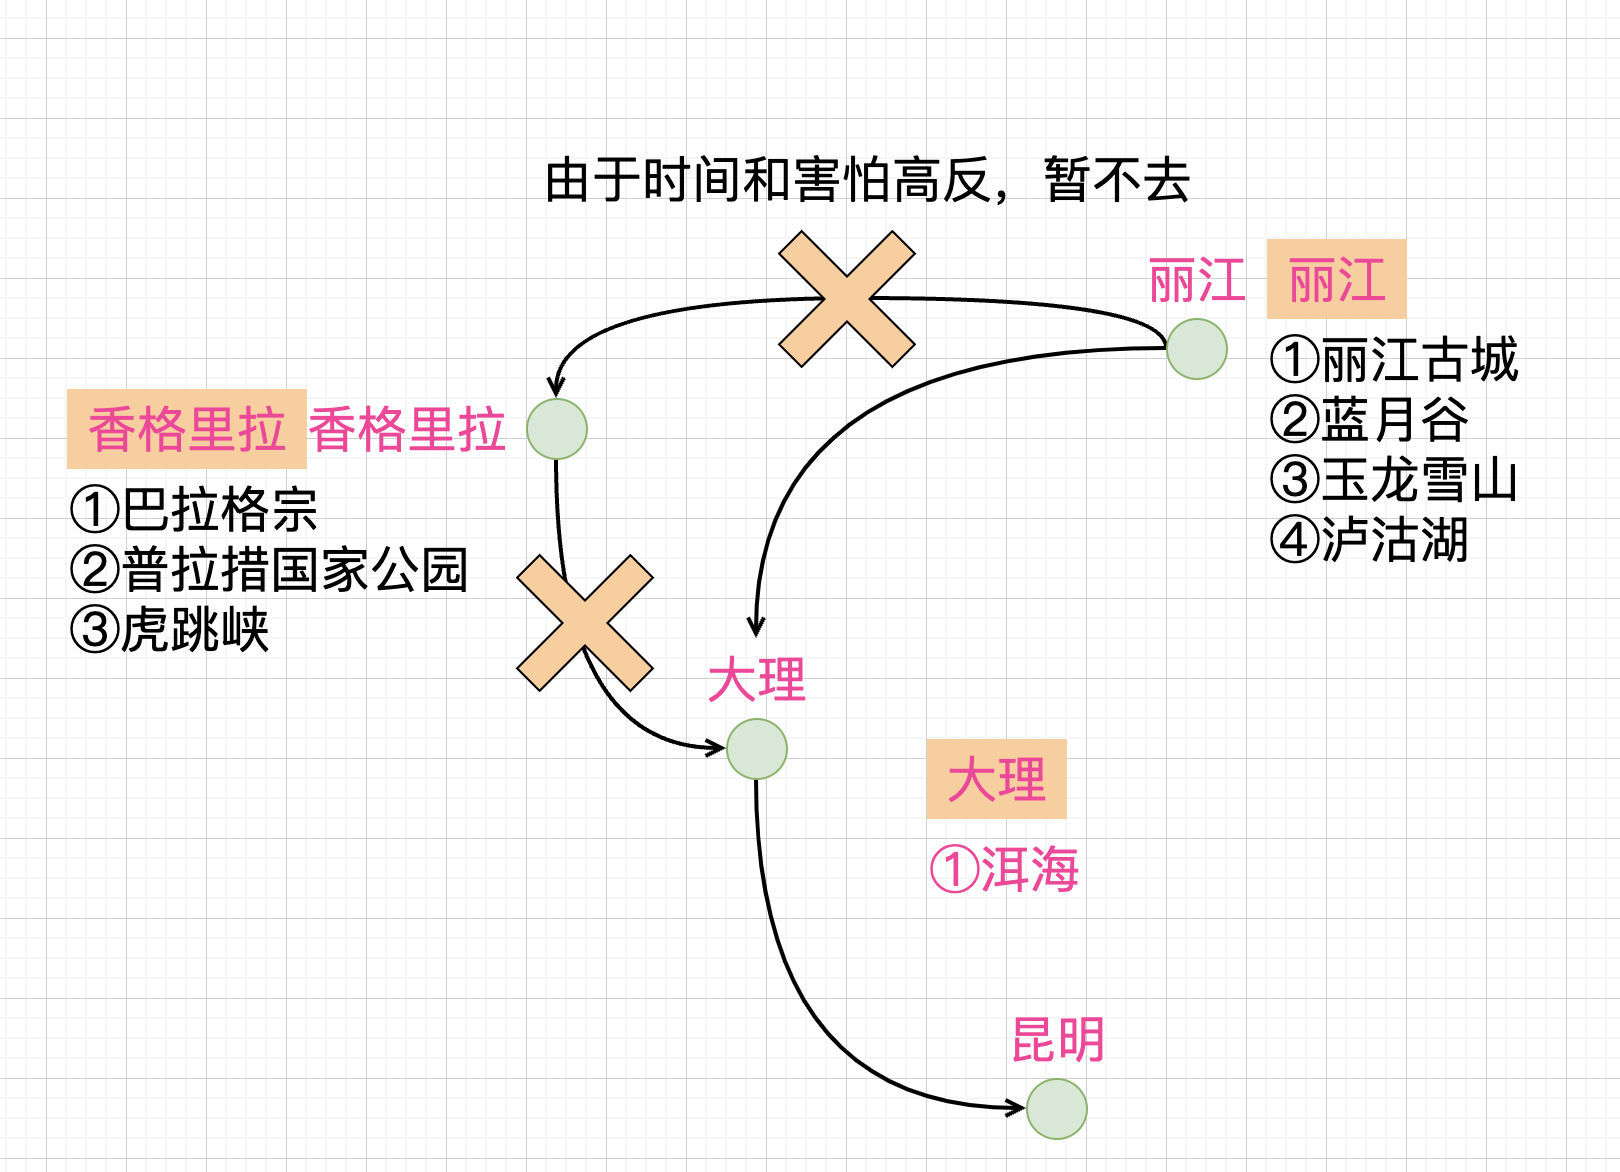 由于时间和害怕高反，暂不去
丽江
丽江
①丽江古城
②蓝月谷
③玉龙雪山
④泸沽湖
香格里拉
香格里拉
①巴拉格宗
②普拉措国家公园
③虎跳峡
大理
大理
①洱海
昆明